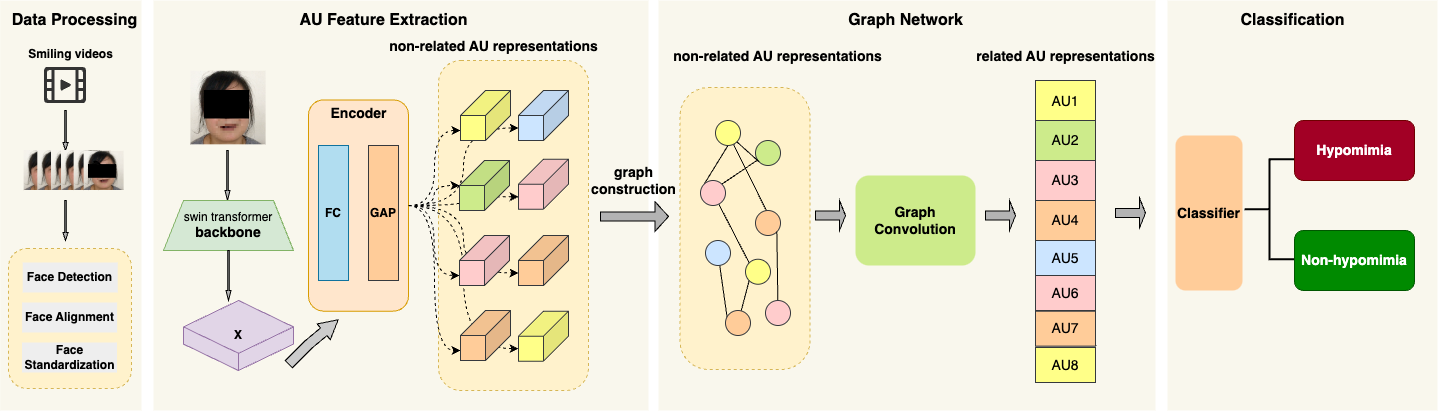 Data Processing
Smiling videos
Face Detection
Face Alignment
Face
Standardization
AU Feature Extraction
non-related AU representations
swin transformer
backbone
X
Encoder
FC
GAP
graph
construction
Graph Network
non-related AU representations
Graph
Convolution
related AU representations
AU1
AU2
AU3
AU4
AU5
AU6
AU7
AU8
Classification
Classifier
Hypomimia
Non-hypomimia